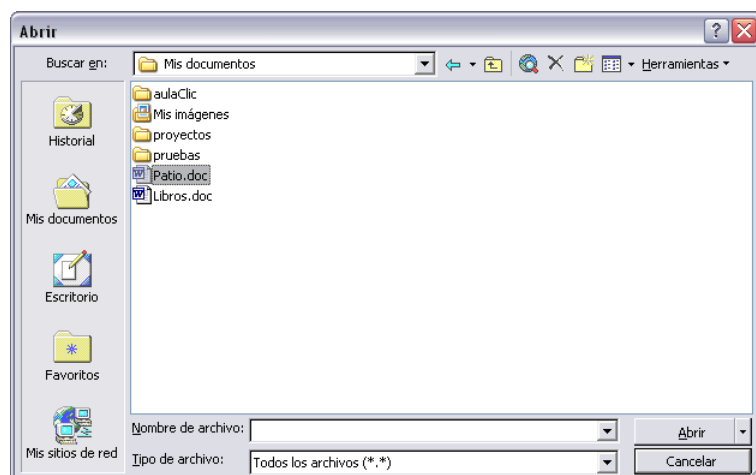 Abrir
Buscar en: Mis documentos Herramientas
Historial
Mis documentos
Escritorio
Favoritos
Mis sitios de red
aulaClic
Mis imágenes
proyectos
pruebas
Patio.doc
Libros.doc
Nombre de archivo: Abrir
Tipo de archivo: Todos los archivos (*.*) Cancelar